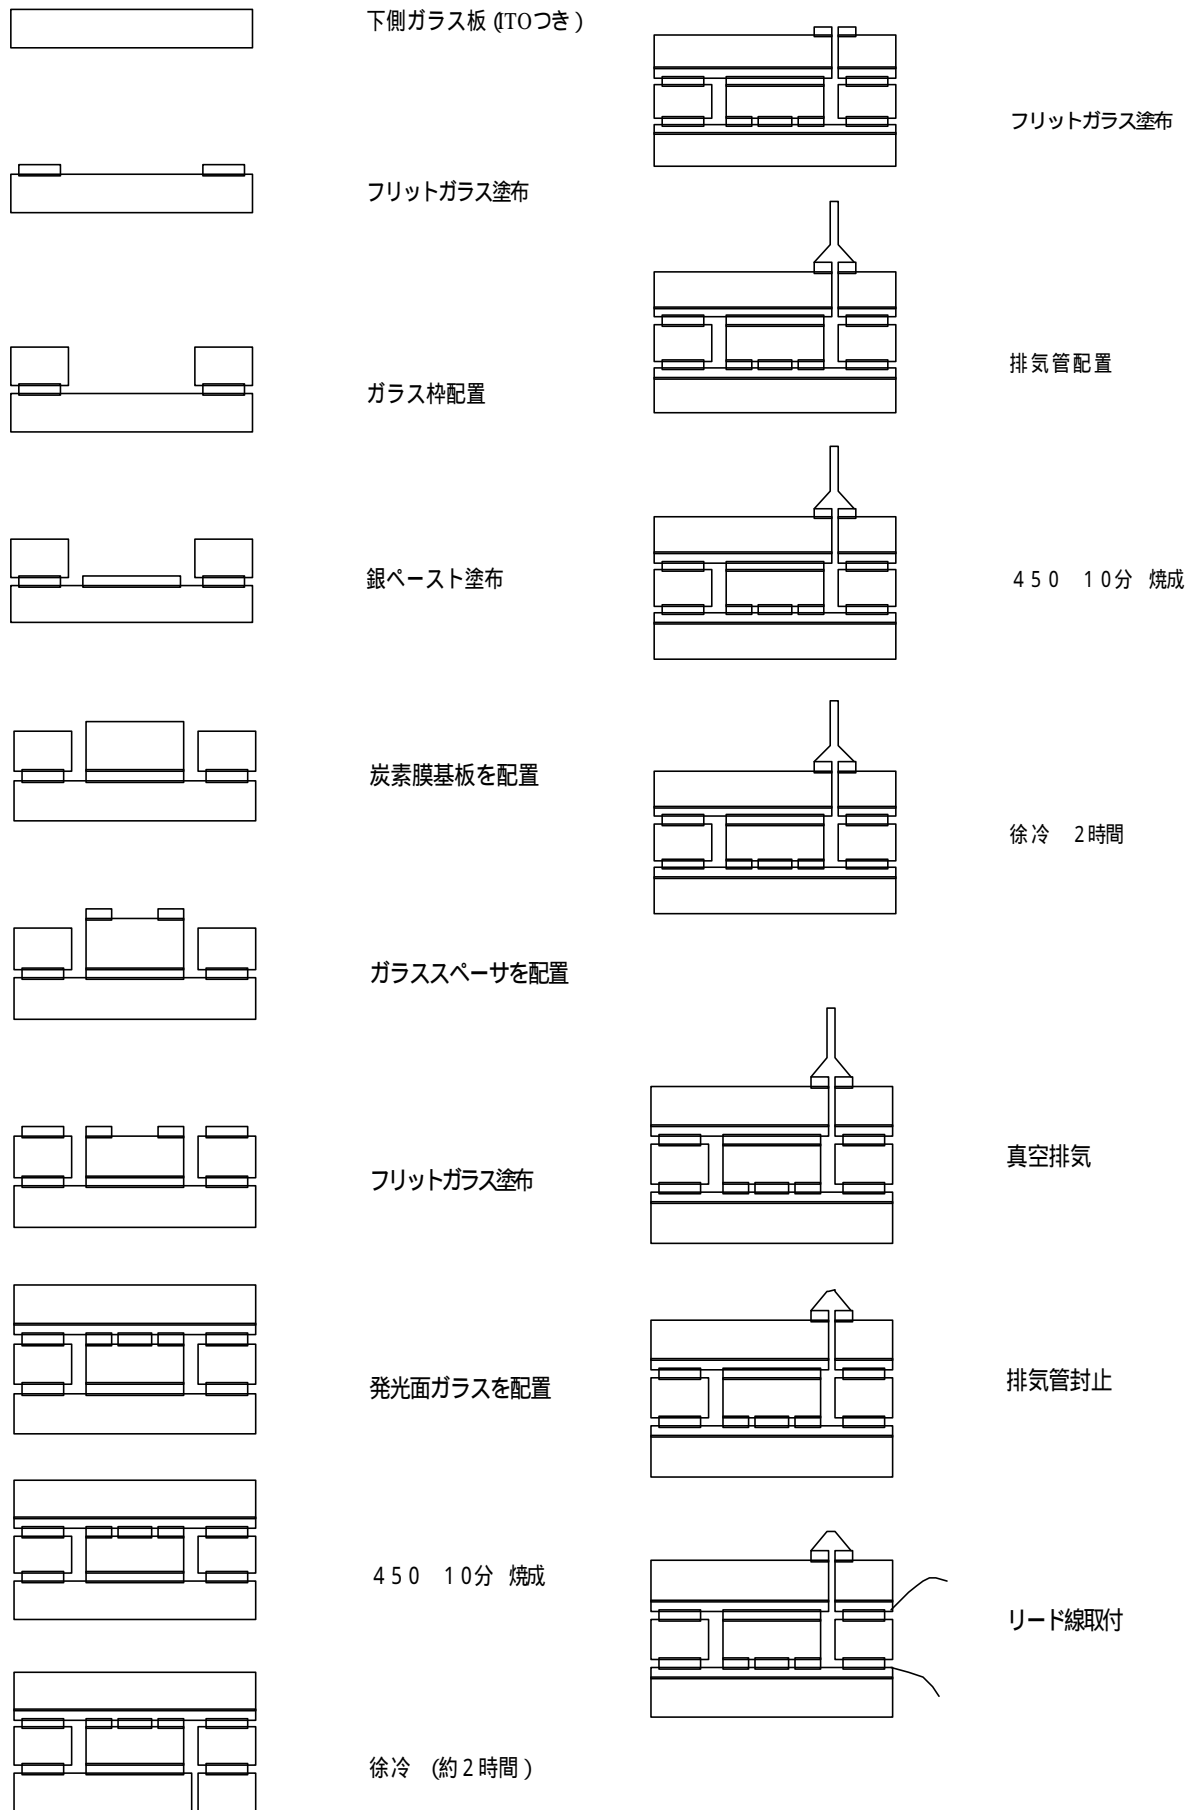 下側ガラス板 (ITOつき)
フリットガラス塗布
ガラス枠配置
銀ペースト塗布
炭素膜基板を配置
ガラススペーサを配置
フリットガラス塗布
発光面ガラスを配置
450 10分 焼成
徐冷 (約2時間)
フリットガラス塗布
排気管配置
450 10分 焼成
徐冷 2時間
真空排気
排気管封止
リード線取付